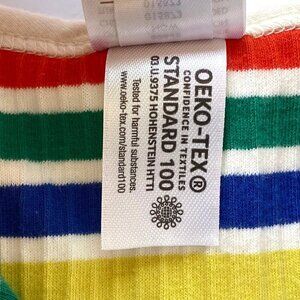 OEKO-TEX®
CONFIDENCE IN TEXTILES
STANDARD 100
03.U.9375 HOHENSTEIN HTTI
Tested for harmful substances.
www.oeko-tex.com/standard100